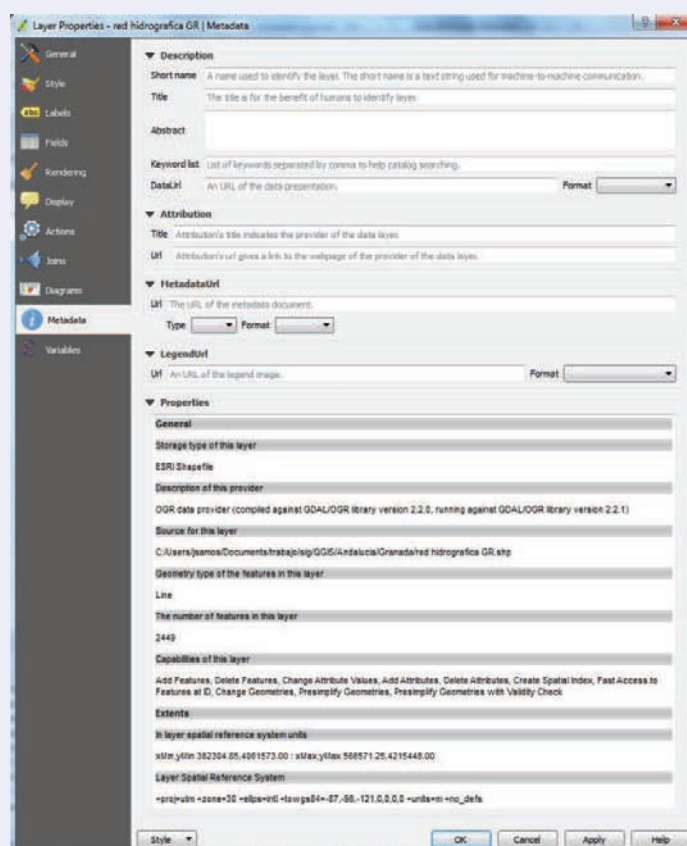 Layer Properties - red hidrografica GR | Metadata
General
Style
Labels
Fields
Rendering
Display
Actions
Joins
Diagrams
Metadata
Variables
Description
Short name A name used to identify the layer. The short name is a text string used for machine-to-machine communication.
Title The title is for the benefit of humans to identify layer.
Abstract
Keyword list List of keywords separated by comma to help catalog searching.
DataUrl An URL of the data presentation. Format
Attribution
Title Attribution's title indicates the provider of the data layer.
Url Attribution's url gives a link to the webpage of the provider of the data layer.
MetadataUrl
Url The URL of the metadata document.
Type Format
LegendUrl
Url An URL of the legend image. Format
Properties
General
Storage type of this layer
ESRI Shapefile
Description of this provider
OGR data provider (compiled against GDAL/OGR library version 2.2.0, running against GDAL/OGR library version 2.2.1)
Source for this layer
C:/Users/jsamos/Documents/trabajo/sig/QGIS/Andalucia/Granada/red hidrografica GR.shp
Geometry type of the features in this layer
Line
The number of features in this layer
2449
Capabilities of this layer
Add Features, Delete Features, Change Attribute Values, Add Attributes, Delete Attributes, Create Spatial Index, Fast Access to
Features at ID, Change Geometries, Presimplify Geometries, Presimplify Geometries with Validity Check
Extents
In layer spatial reference system units
xMin,yMin 382304.85,4061573.00 : xMax,yMax 566571.25,4215448.00
Layer Spatial Reference System
+proj=utm +zone=30 +ellps=intl +towgs84=-87,-98,-121,0,0,0,0 +units=m +no_defs
Style OK Cancel Apply Help